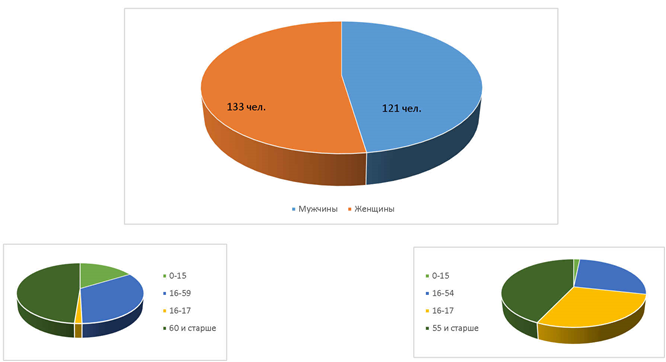 133 чел.
121 чел.
Мужчины Женщины
0-15
16-59
16-17
60 и старше
0-15
16-54
16-17
55 и старше